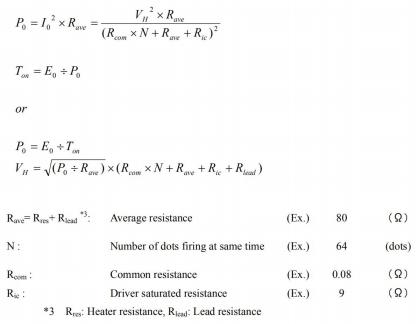 P₀ = I₀² × R_ave = V_H² × R_ave / (R_com × N + R_ave + R_ic)²
T_on = E₀ ÷ P₀
or
P₀ = E₀ ÷ T_on
V_H = √(P₀ ÷ R_ave) × (R_com × N + R_ave + R_ic + R_lead)
R_ave= R_res+ R_lead *3: Average resistance (Ex.) 80 (Ω)
N : Number of dots firing at same time (Ex.) 64 (dots)
R_com : Common resistance (Ex.) 0.08 (Ω)
R_ic : Driver saturated resistance (Ex.) 9 (Ω)
*3 R_res: Heater resistance, R_lead: Lead resistance